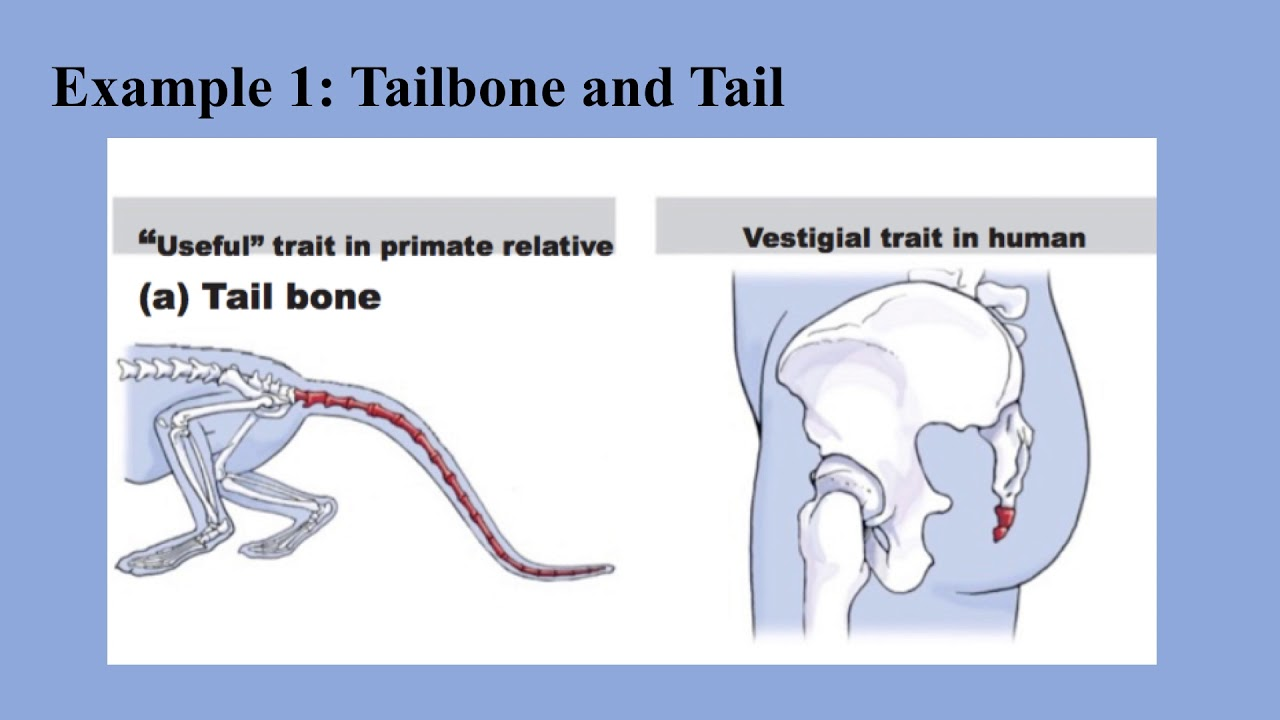 Example 1: Tailbone and Tail
“Useful” trait in primate relative
Vestigial trait in human
(a) Tail bone